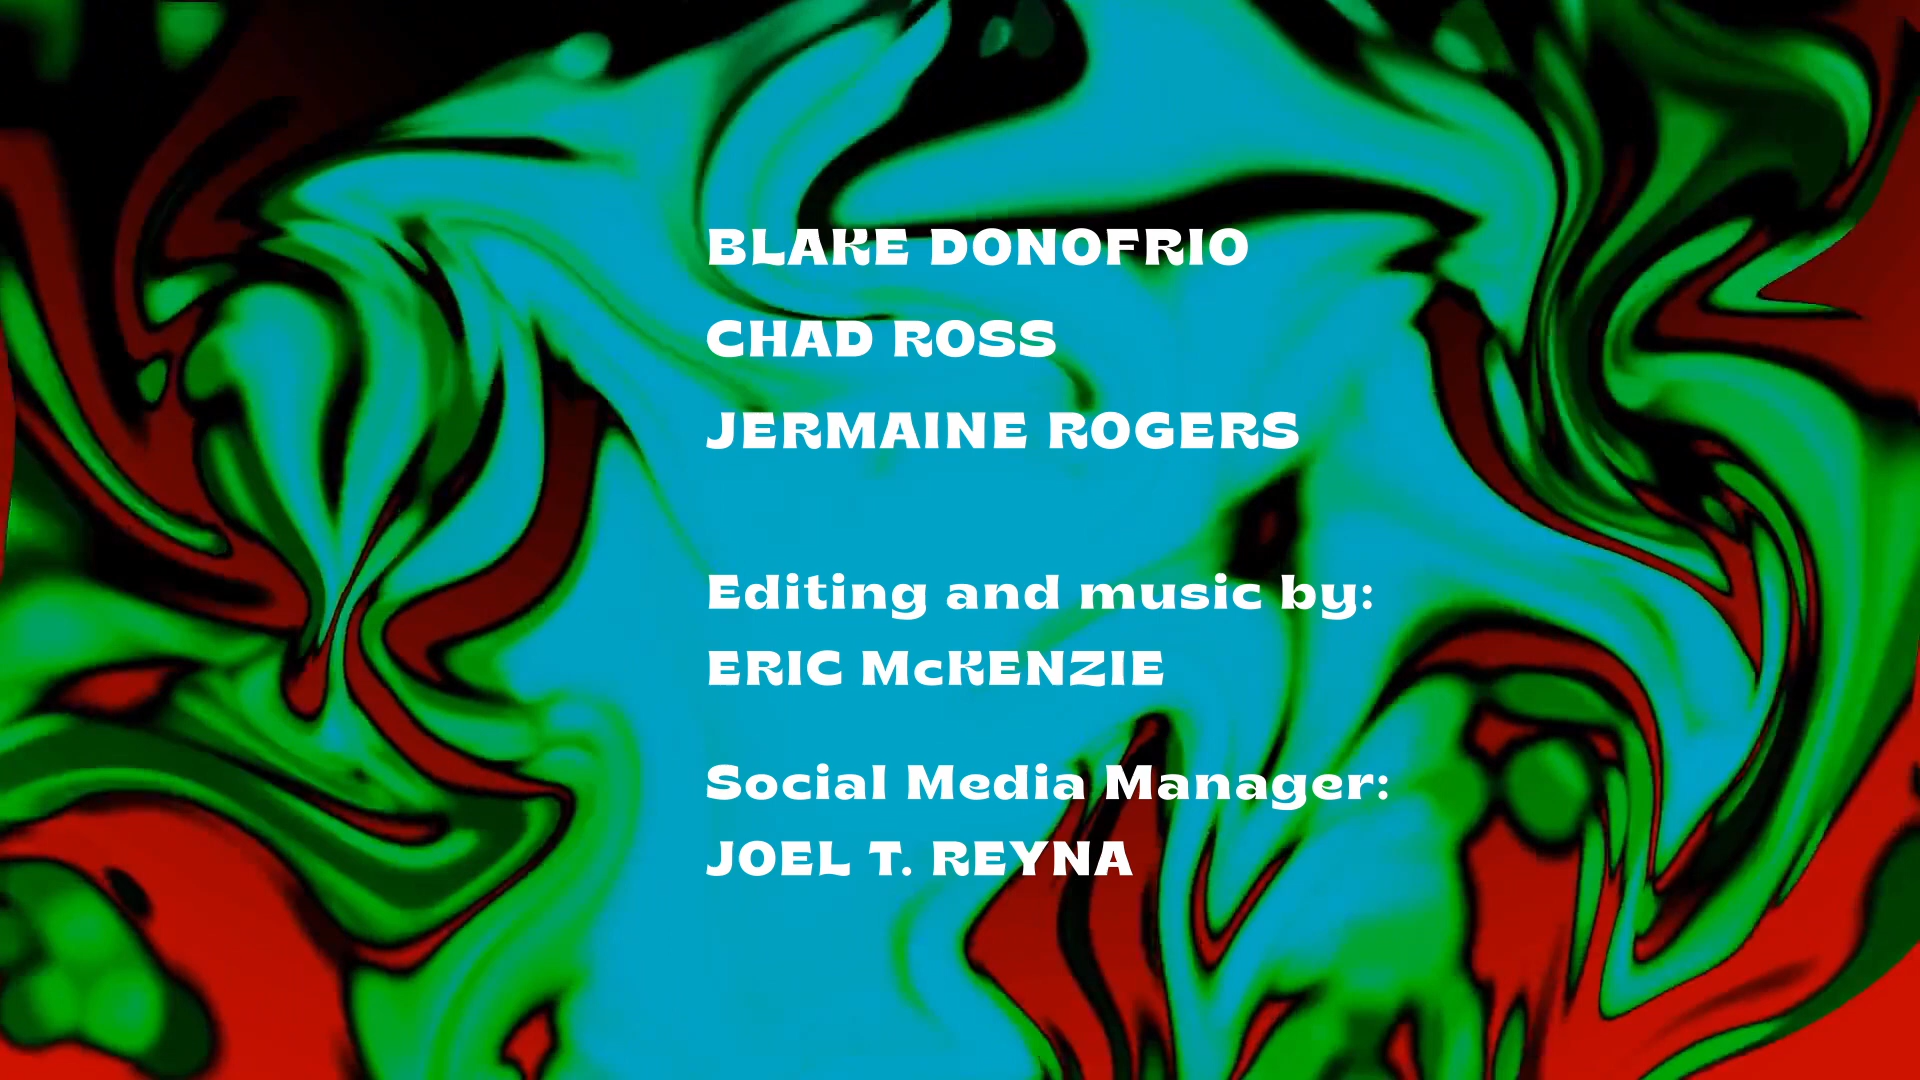 BLAKE DONOFRIO
CHAD ROSS
JERMAINE ROGERS
Editing and music by:
ERIC McKENZIE
Social Media Manager:
JOEL T. REYNA